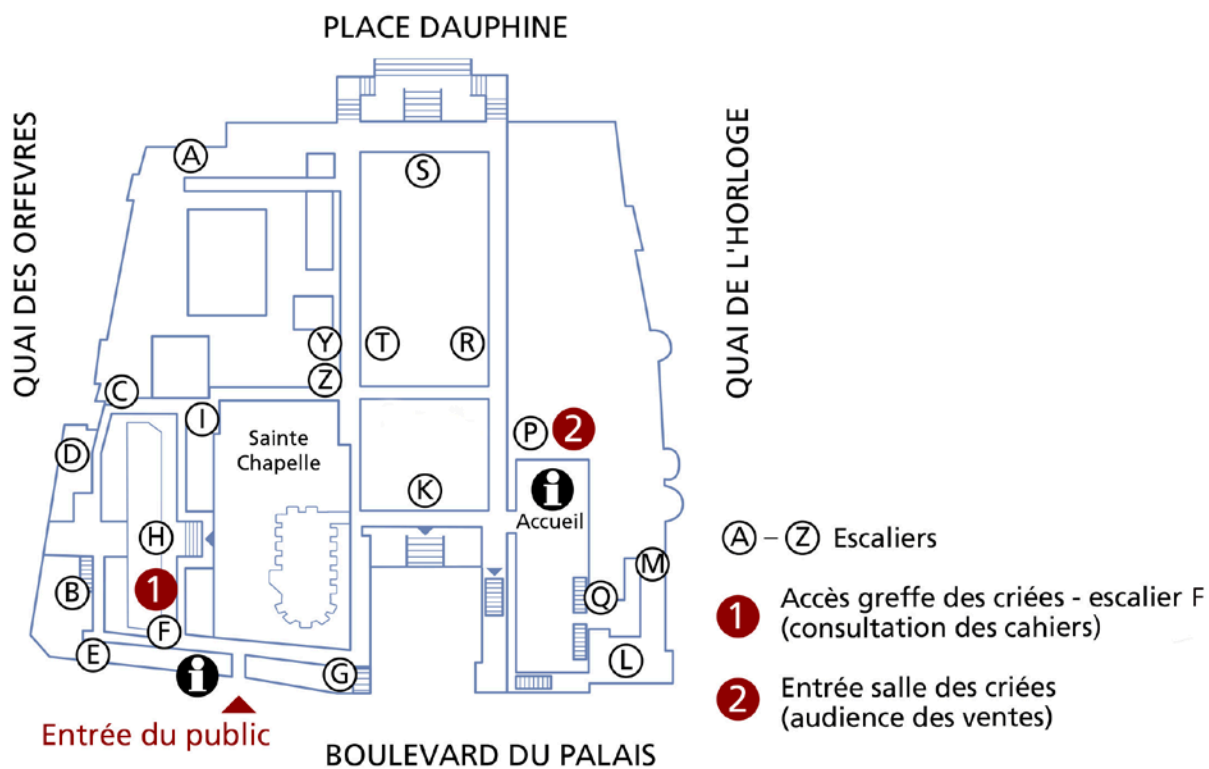 PLACE DAUPHINE
QUAI DES ORFEVRES
QUAI DE L'HORLOGE
A
S
Y
T
R
Z
C
I
Sainte
Chapelle
P
2
D
K
i
Accueil
H
B
1
F
Q
M
E
i
G
L
Entrée du public
BOULEVARD DU PALAIS
A – Z Escaliers
1 Accès greffe des criées - escalier F
(consultation des cahiers)
2 Entrée salle des criées
(audience des ventes)